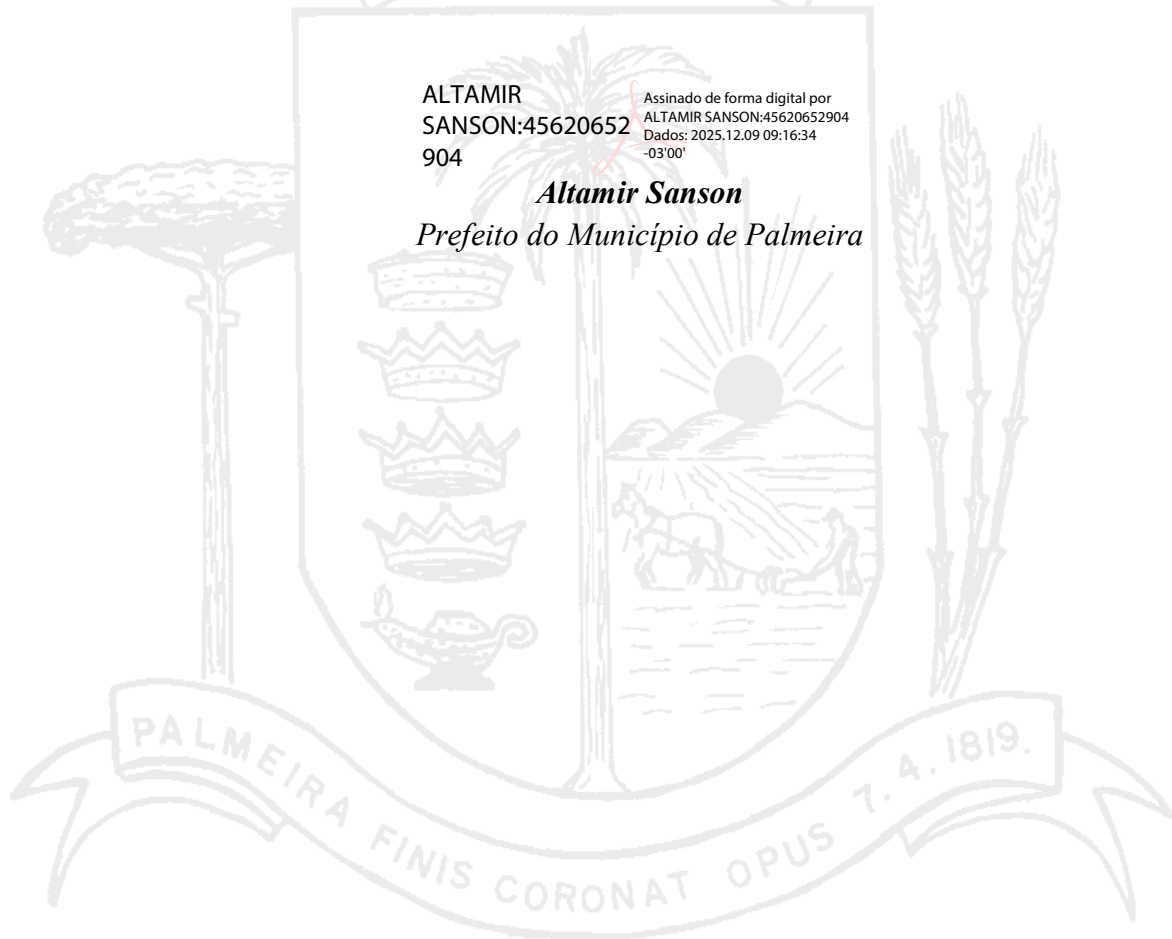 ALTAMIR
SANSON:45620652
904
Assinado de forma digital por
ALTAMIR SANSON:45620652904
Dados: 2025.12.09 09:16:34
-03'00'
Altamir Sanson
Prefeito do Município de Palmeira
PALMEIRA FINIS CORONAT OPUS 7. 4. 1819.